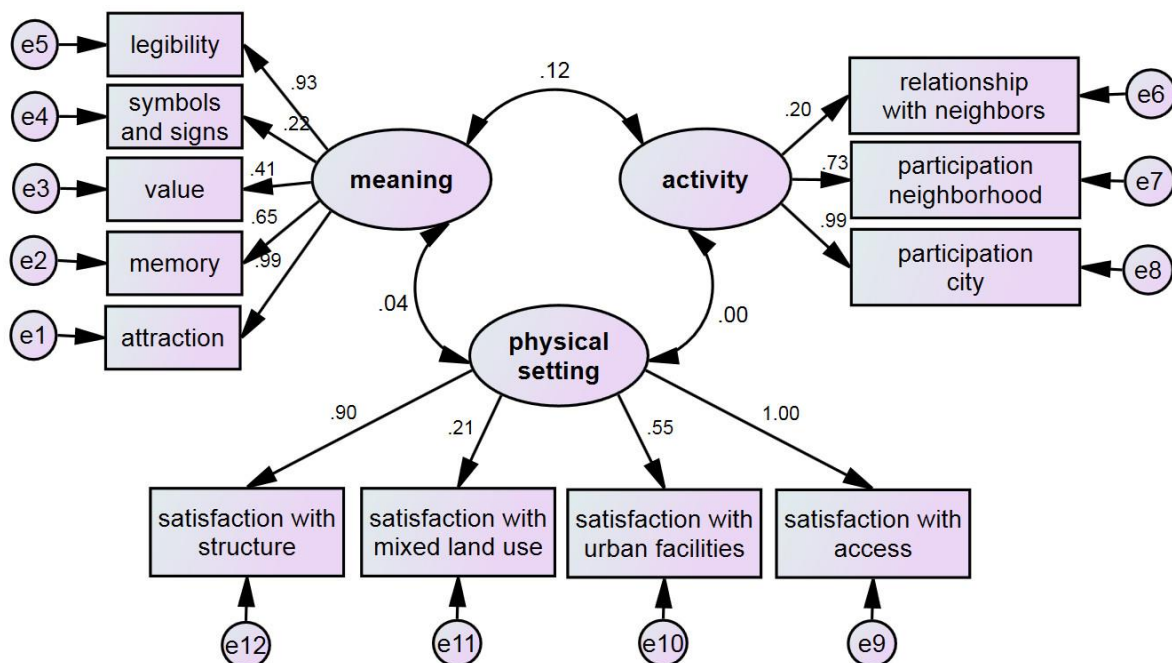 e5
legibility
.93
e4
symbols
and signs
.22
e3
value
.41
e2
memory
.65
e1
attraction
.99
meaning
.12
activity
.20
relationship
with neighbors
e6
.73
participation
neighborhood
e7
.99
participation
city
e8
.04
.00
physical
setting
.90
.21
.55
1.00
satisfaction with
structure
satisfaction with
mixed land use
satisfaction with
urban facilities
satisfaction with
access
e12
e11
e10
e9